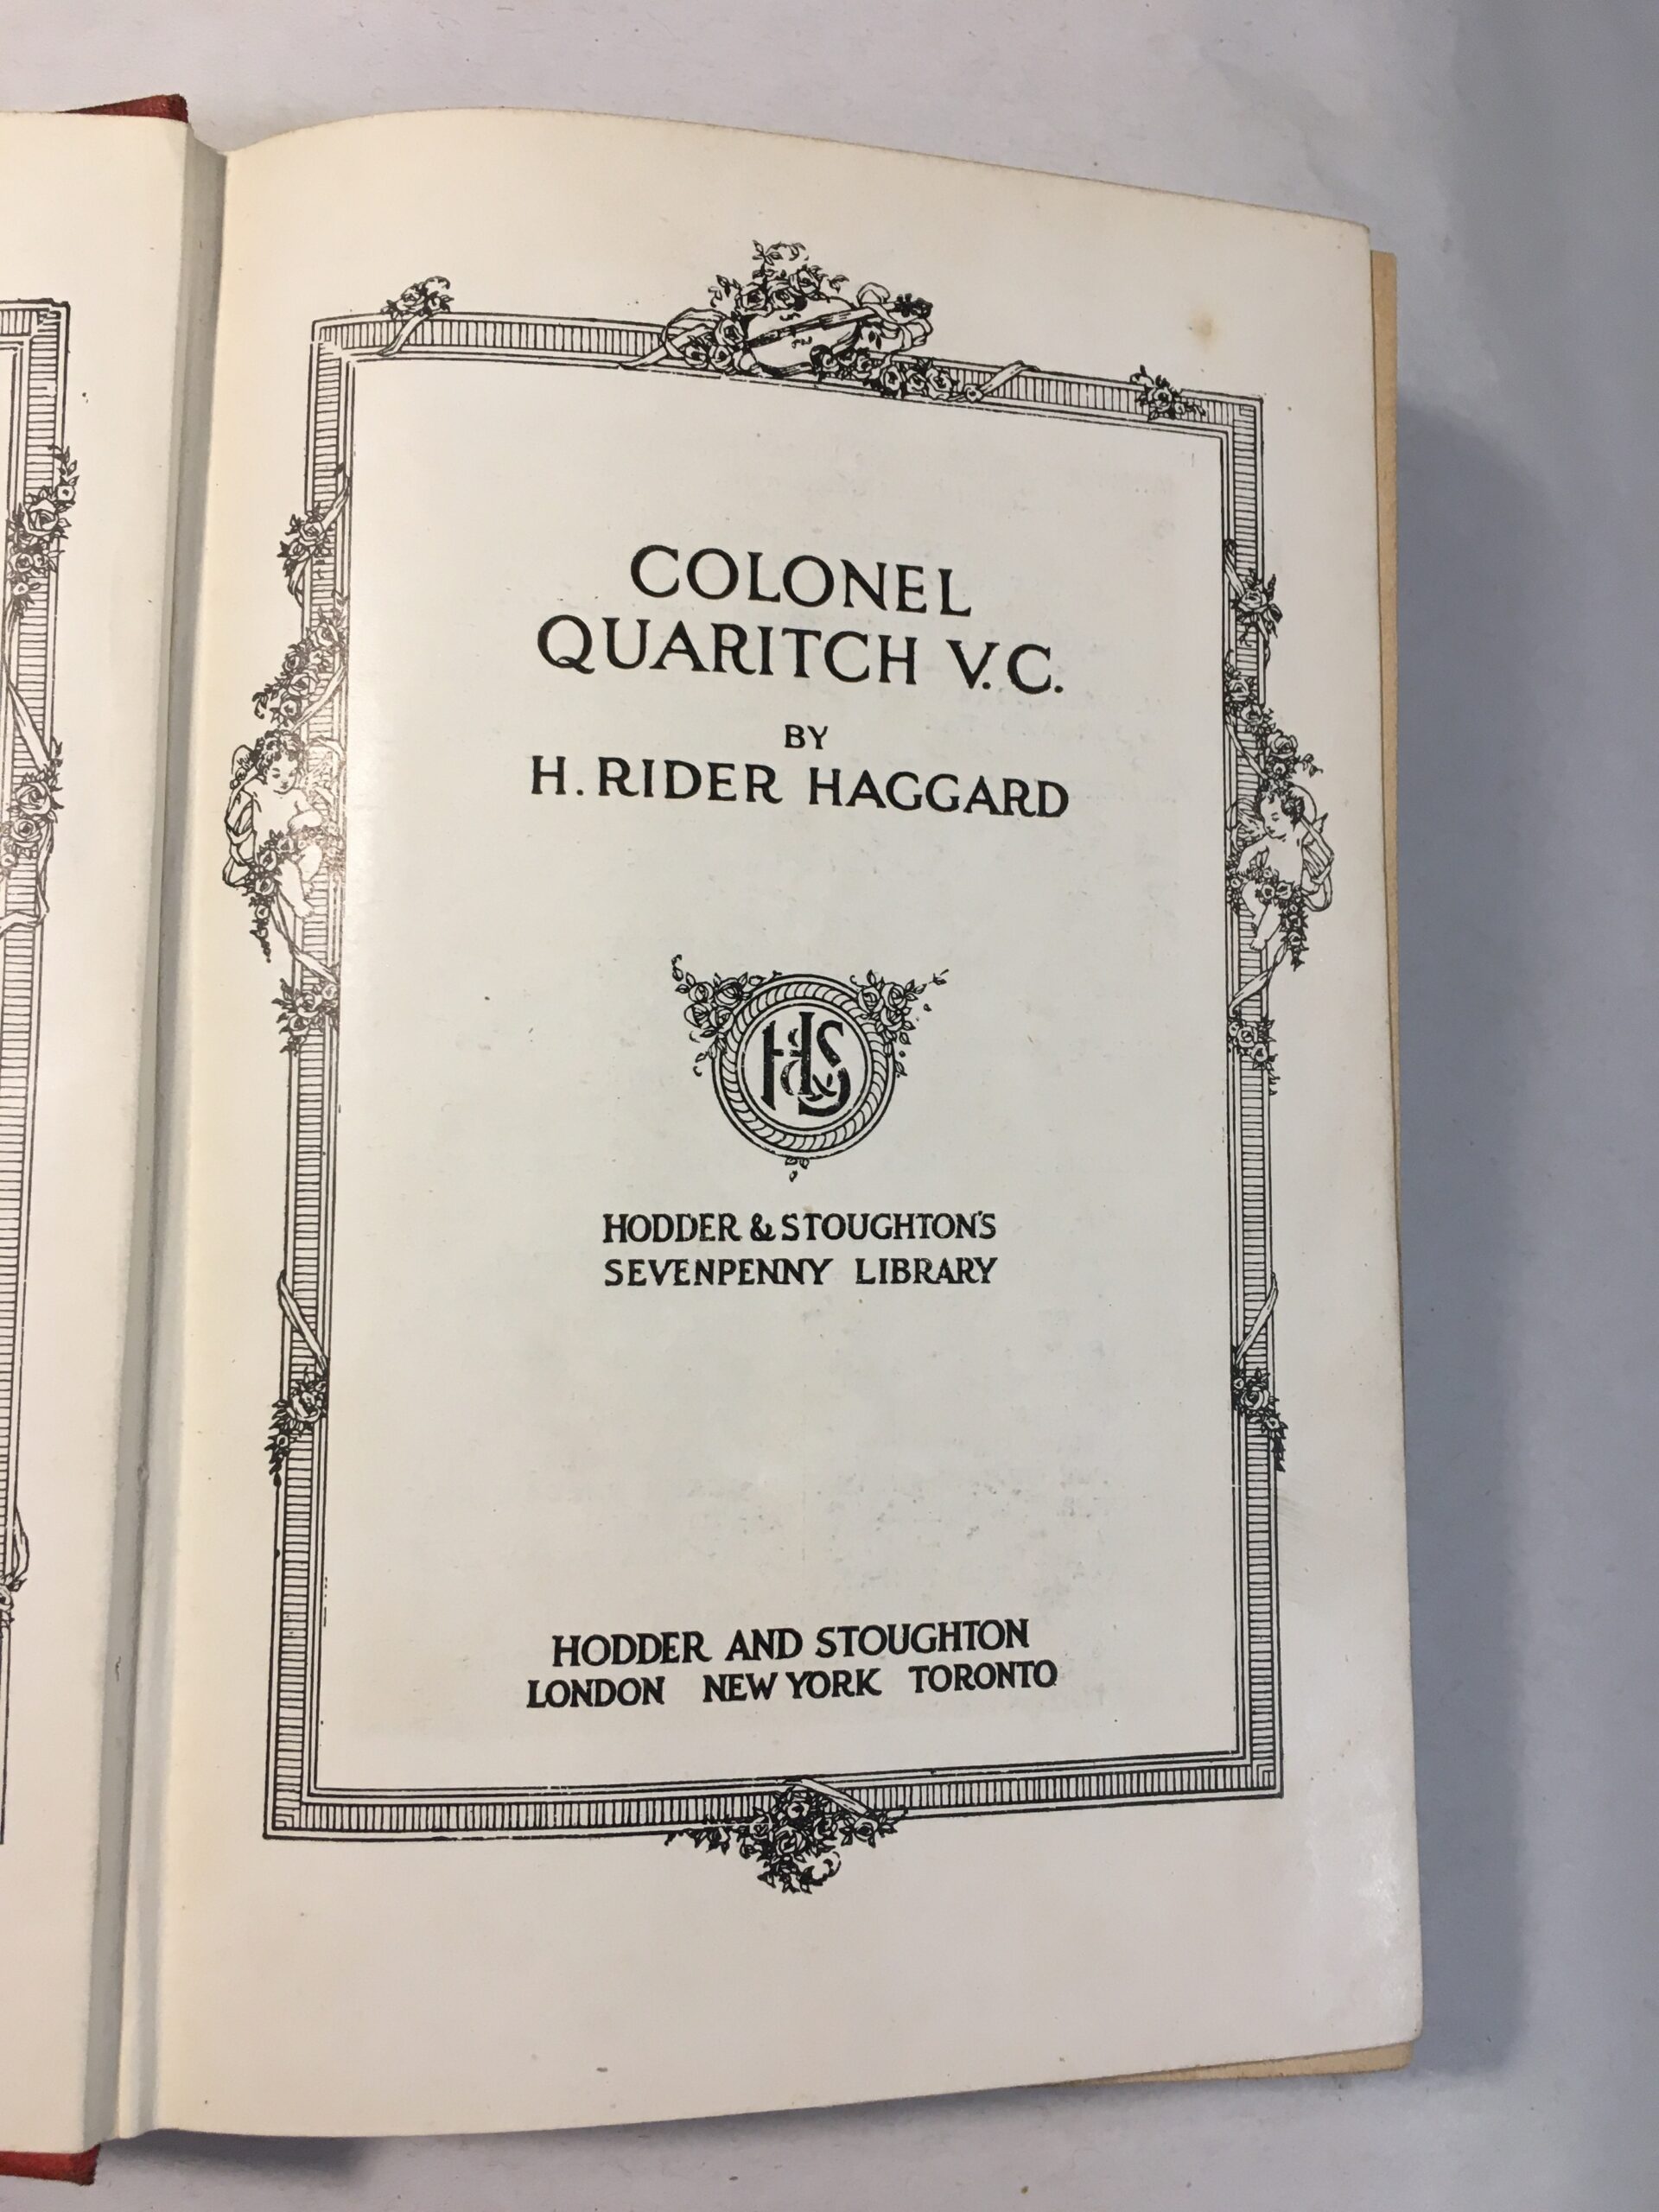 COLONEL
QUARITCH V.C.
BY
H. RIDER HAGGARD
H&S
HODDER & STOUGHTON'S
SEVENPENNY LIBRARY
HODDER AND STOUGHTON
LONDON NEW YORK TORONTO